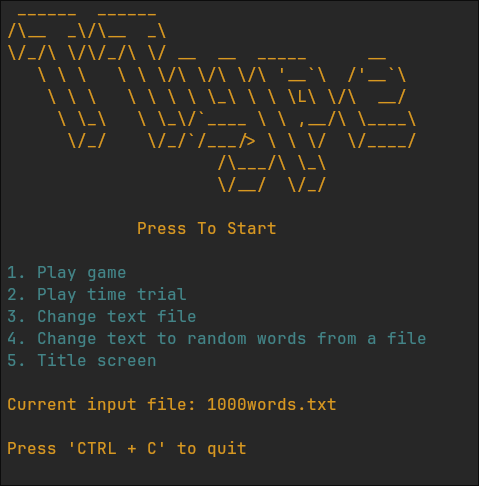 TType
Press To Start
1. Play game
2. Play time trial
3. Change text file
4. Change text to random words from a file
5. Title screen
Current input file: 1000words.txt
Press 'CTRL + C' to quit